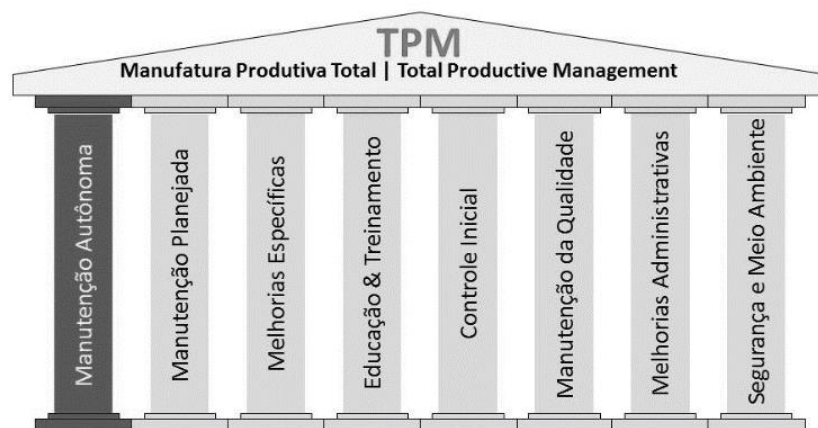 TPM
Manufatura Produtiva Total | Total Productive Management
Manutenção Autônoma
Manutenção Planejada
Melhorias Específicas
Educação & Treinamento
Controle Inicial
Manutenção da Qualidade
Melhorias Administrativas
Segurança e Meio Ambiente